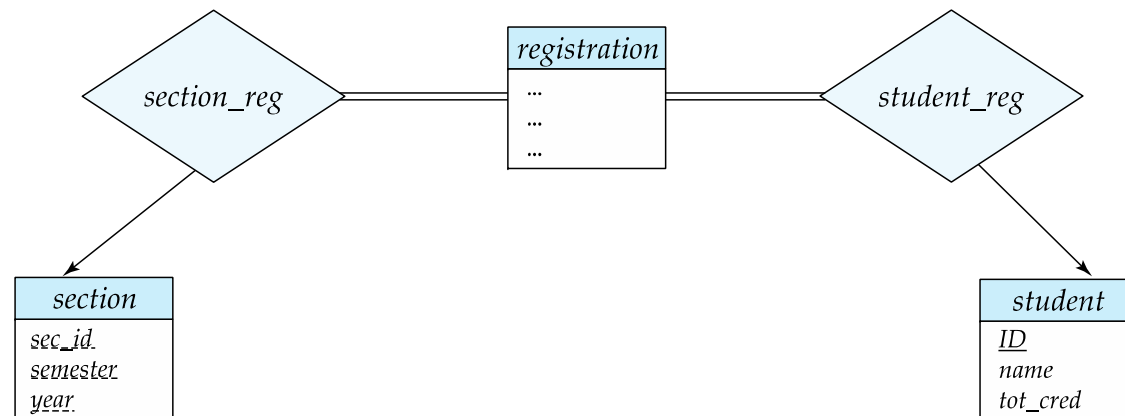 section_reg
registration
...
...
...
student_reg
section
sec_id
semester
year
student
ID
name
tot_cred